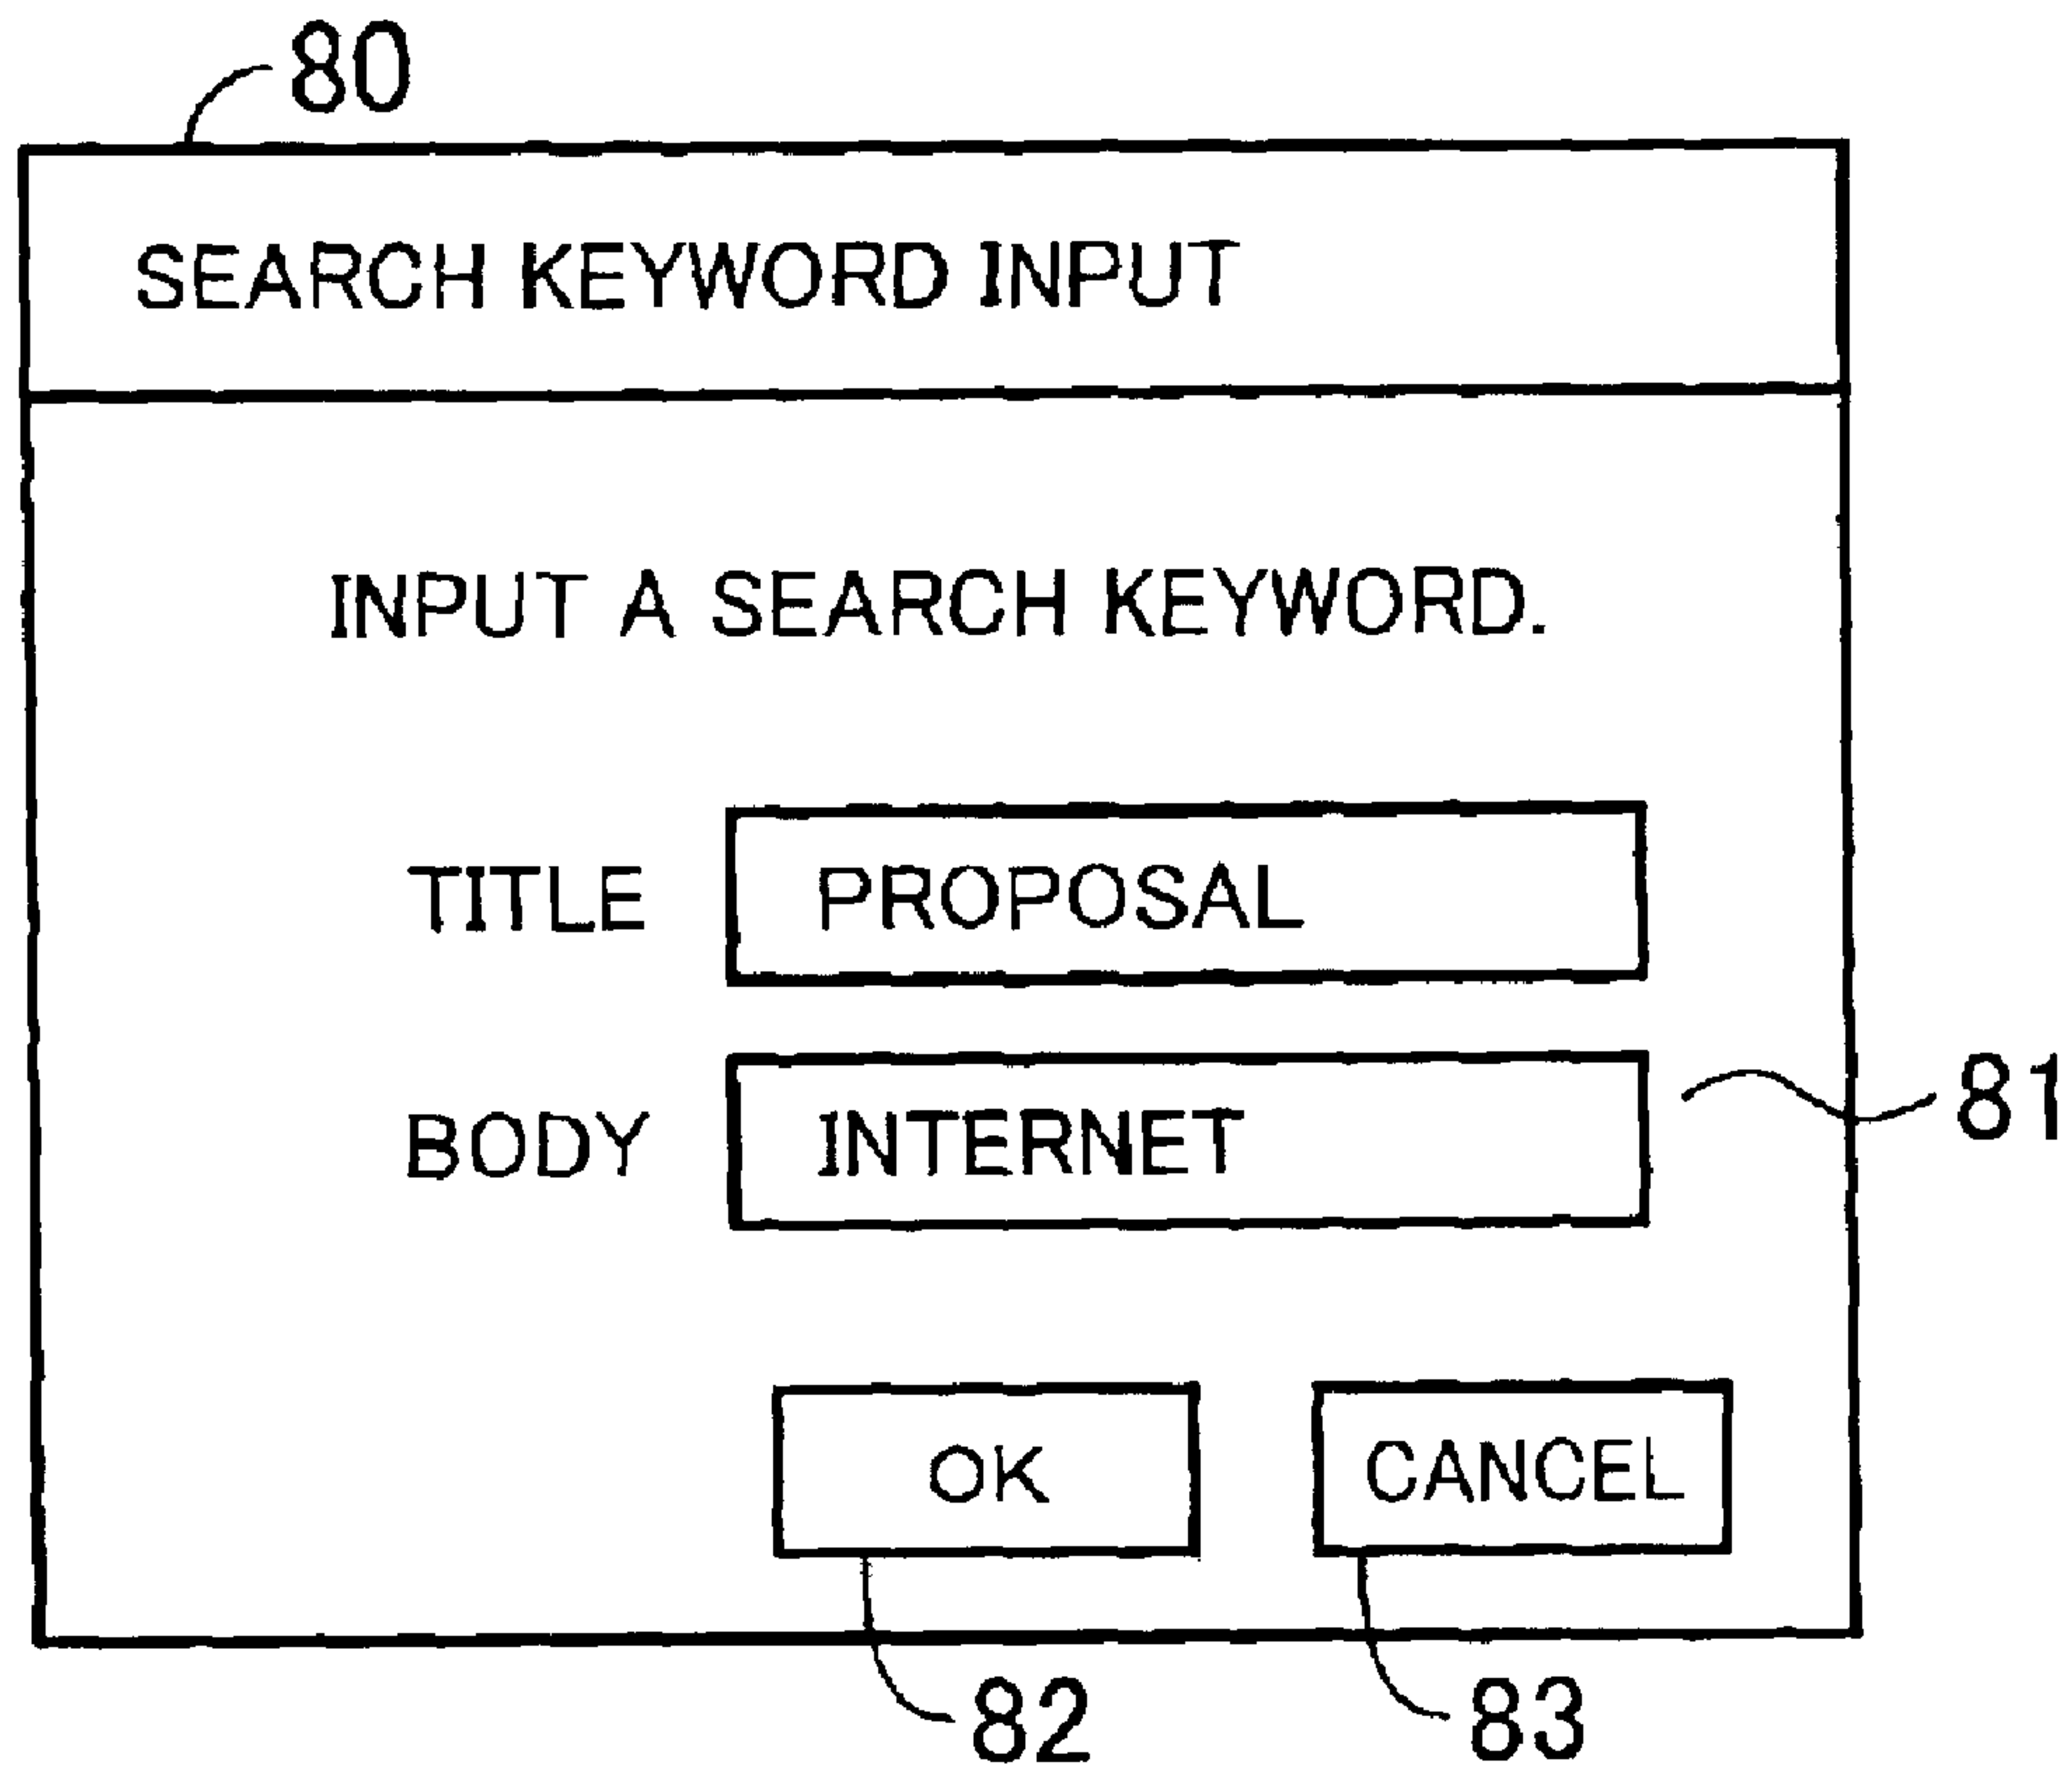 80
SEARCH KEYWORD INPUT
INPUT A SEARCH KEYWORD.
TITLE PROPOSAL
BODY INTERNET
81
OK CANCEL
82 83